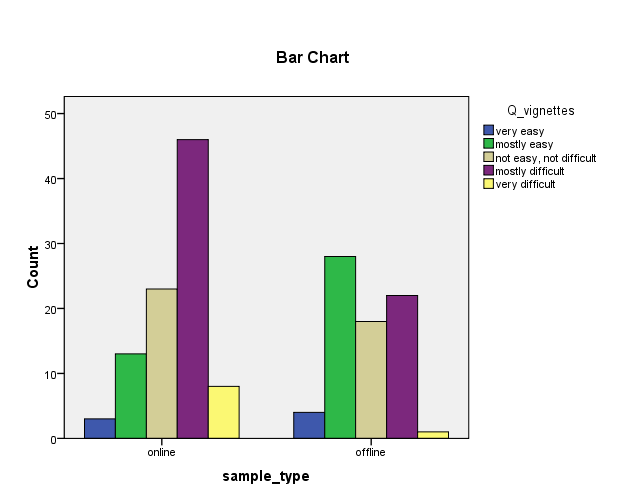 Bar Chart
Q_vignettes
very easy
mostly easy
not easy, not difficult
mostly difficult
very difficult
Count
50
40
30
20
10
0
online
offline
sample_type